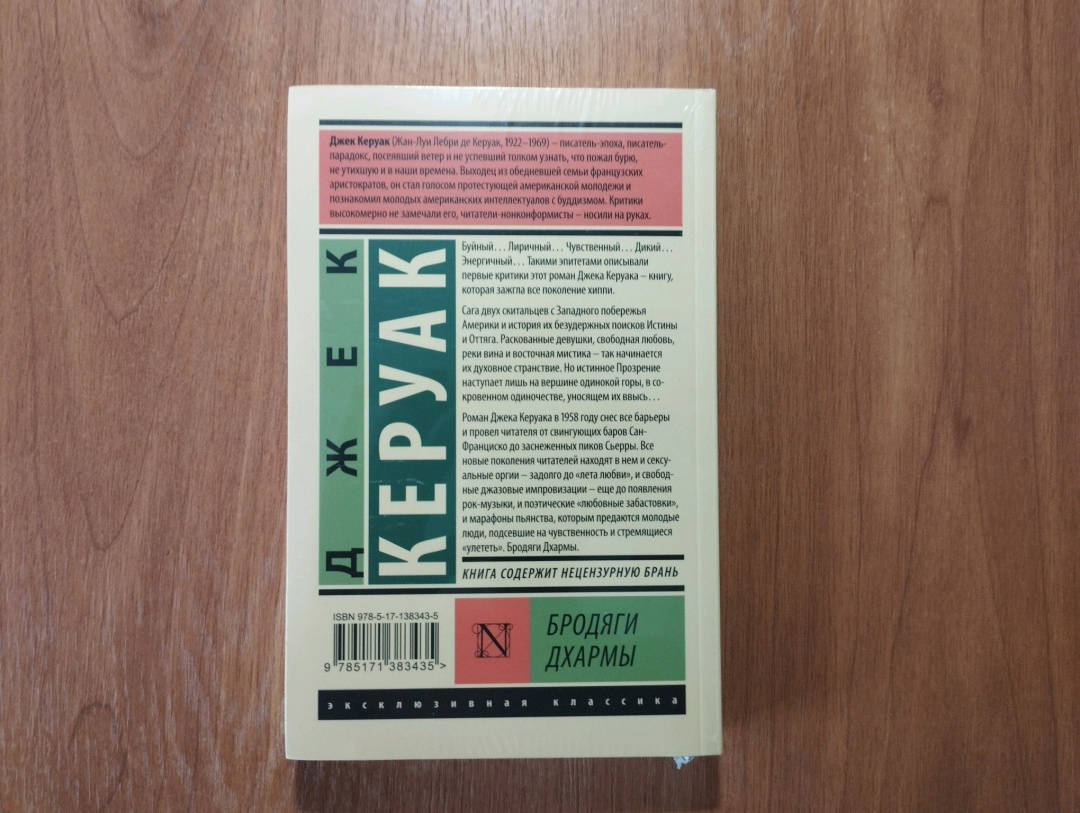 Джек Керуак (Жан-Луи Лебри де Керуак, 1922–1969) – писатель-эпоха, писатель-
парадокс, посеявший ветер и не успевший толком узнать, что пожал бурю,
не утихшую и в наши времена. Выходец из обедневшей семьи французских
аристократов, он стал голосом протестующей американской молодежи и
познакомил молодых американских интеллектуалов с буддизмом. Критики
высокомерно не замечали его, читатели-нонконформисты – носили на руках.
ДЖЕК
КЕРУАК
Буйный... Лиричный... Чувственный... Дикий...
Энергичный... Такими эпитетами описывали
первые критики этот роман Джека Керуака – книгу,
которая зажгла все поколение хиппи.
Сага двух скитальцев с Западного побережья
Америки и история их безудержных поисков Истины
и Оттяга. Раскованные девушки, свободная любовь,
реки вина и восточная мистика – так начинается
их духовное странствие. Но истинное Прозрение
наступает лишь на вершине одинокой горы, в со-
кровенном одиночестве, уносящем их ввысь...
Роман Джека Керуака в 1958 году снес все барьеры
и провел читателя от свингующих баров Сан-
Франциско до заснеженных пиков Сьерры. Все
новые поколения читателей находят в нем и сексу-
альные оргии – задолго до «лета любви», и свобод-
ные джазовые импровизации – еще до появления
рок-музыки, и поэтические «любовные забастовки»,
и марафоны пьянства, которым предаются молодые
люди, подсевшие на чувственность и стремящиеся
«улететь». Бродяги Дхармы.
КНИГА СОДЕРЖИТ НЕЦЕНЗУРНУЮ БРАНЬ
ISBN 978-5-17-138343-5
9 785171 383435 >
N
БРОДЯГИ
ДХАРМЫ
эксклюзивная классика